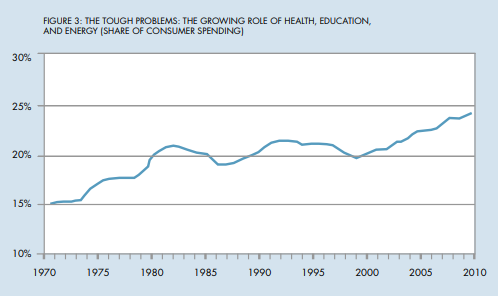 FIGURE 3: THE TOUGH PROBLEMS: THE GROWING ROLE OF HEALTH, EDUCATION,
AND ENERGY (SHARE OF CONSUMER SPENDING)
30%
25%
20%
15%
10%
1970 1975 1980 1985 1990 1995 2000 2005 2010